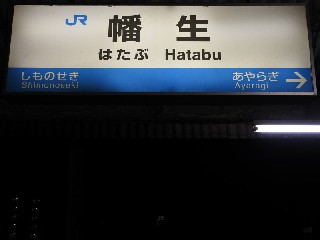 JR 幡生
はたぶ Hatabu
しものせき あやらぎ →
Shimonoseki Ayaragi